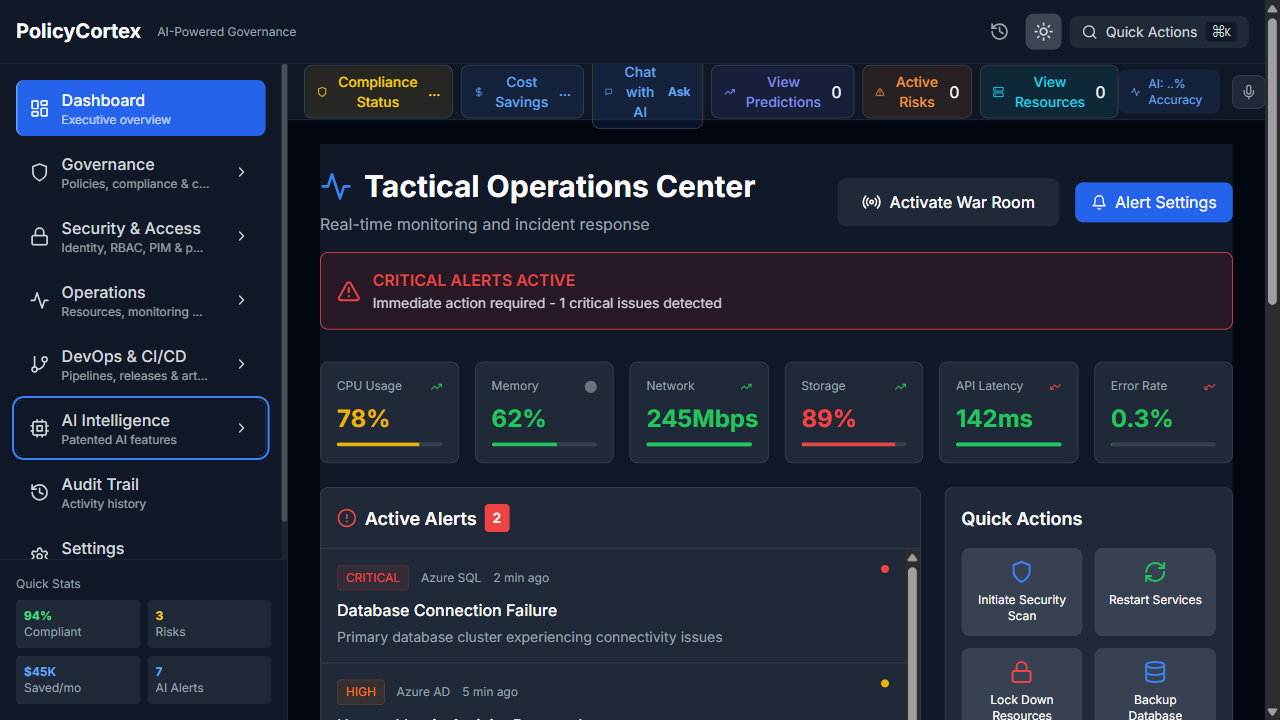 PolicyCortex
AI-Powered Governance
Quick Actions
⌘K
Dashboard
Executive overview
Governance
Policies, compliance & c...
Security & Access
Identity, RBAC, PIM & p...
Operations
Resources, monitoring ...
DevOps & CI/CD
Pipelines, releases & art...
AI Intelligence
Patented AI features
Audit Trail
Activity history
Settings
Quick Stats
94%
Compliant
3
Risks
$45K
Saved/mo
7
AI Alerts
Compliance
Status
...
$
Cost
Savings
...
Chat
with
AI
Ask
View
Predictions
0
Active
Risks
0
View
Resources
0
AI: ..%
Accuracy
Tactical Operations Center
Real-time monitoring and incident response
Activate War Room
Alert Settings
CRITICAL ALERTS ACTIVE
Immediate action required - 1 critical issues detected
CPU Usage
78%
Memory
62%
Network
245Mbps
Storage
89%
API Latency
142ms
Error Rate
0.3%
Active Alerts
2
CRITICAL Azure SQL 2 min ago
Database Connection Failure
Primary database cluster experiencing connectivity issues
HIGH Azure AD 5 min ago
Quick Actions
Initiate Security
Scan
Restart Services
Lock Down
Resources
Backup
Database